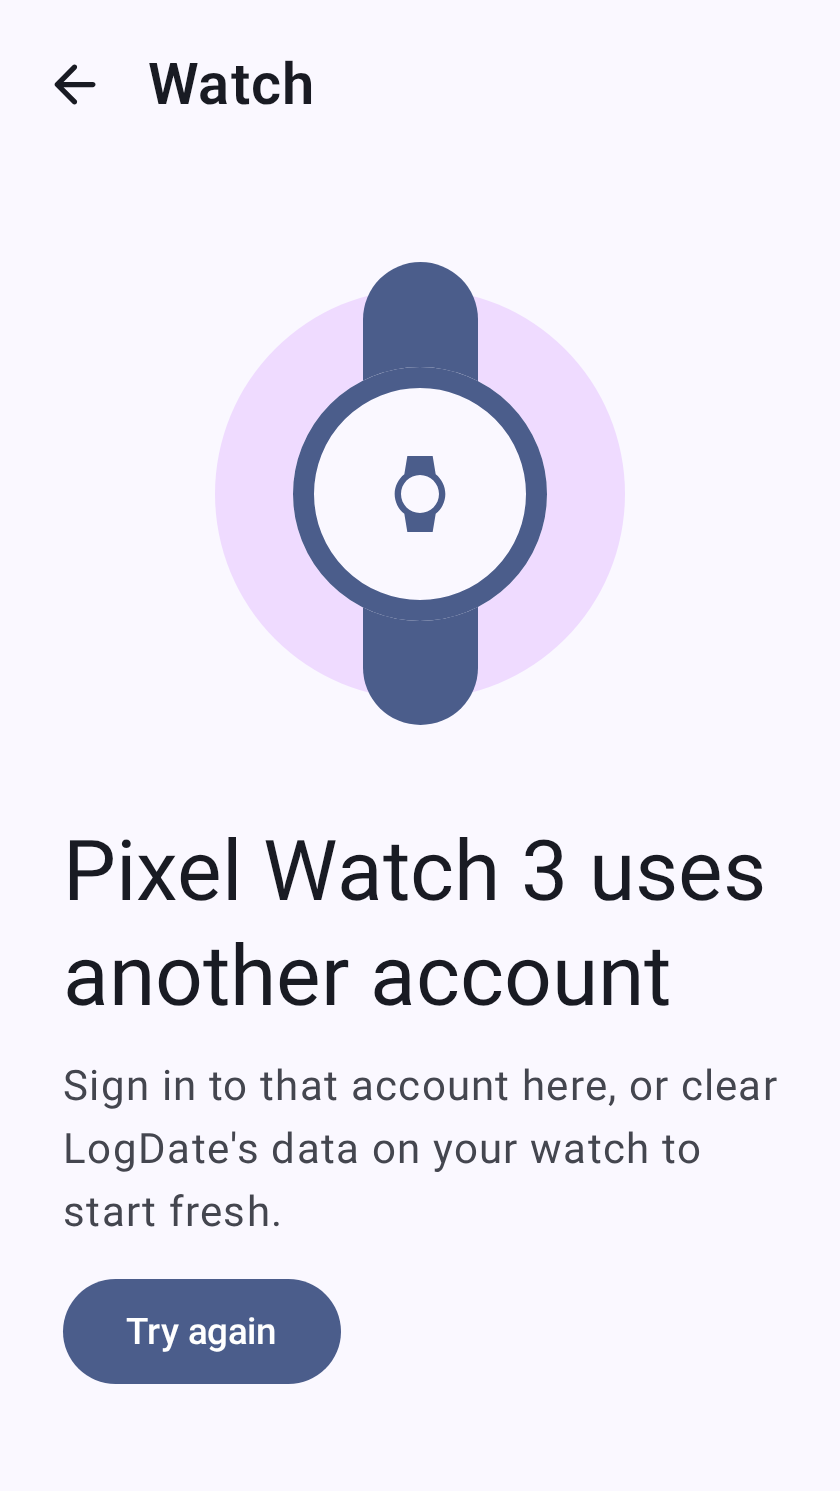 Watch
Pixel Watch 3 uses
another account
Sign in to that account here, or clear
LogDate's data on your watch to
start fresh.
Try again